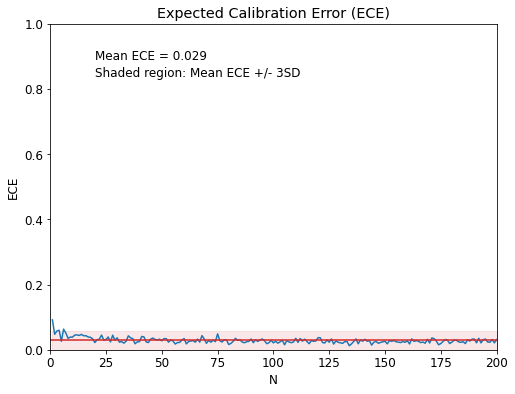 Expected Calibration Error (ECE)
1.0
Mean ECE = 0.029
Shaded region: Mean ECE +/- 3SD
0.8
0.6
ECE
0.4
0.2
0.0
0 25 50 75 100 125 150 175 200
N